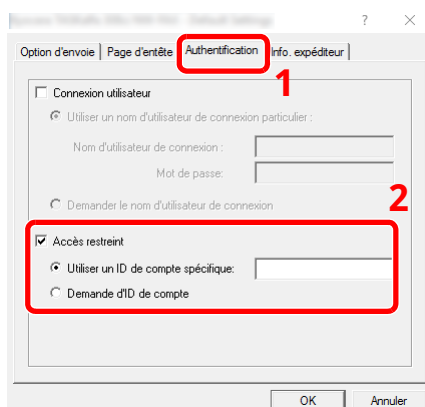 ? ×
Option d'envoie Page d'entête Authentification Info. expéditeur
1
Connexion utilisateur
Utiliser un nom d'utilisateur de connexion particulier :
Nom d'utilisateur de connexion :
Mot de passe:
Demander le nom d'utilisateur de connexion
2
Accès restreint
Utiliser un ID de compte spécifique:
Demande d'ID de compte
OK Annuler